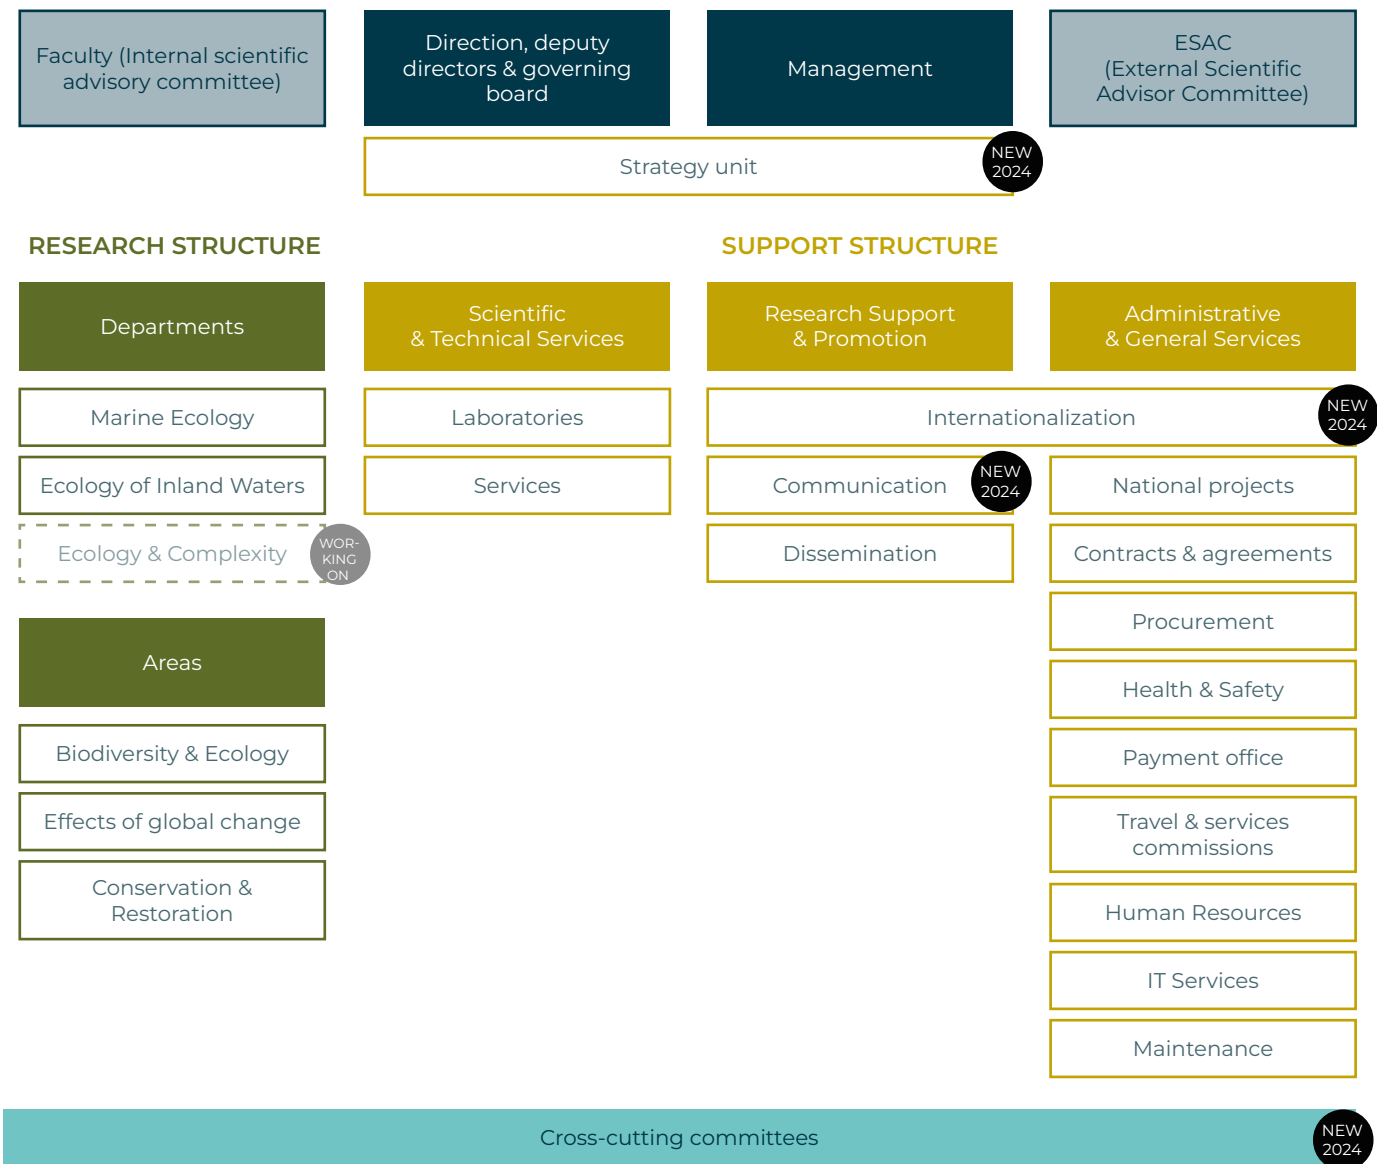 Faculty (Internal scientific
advisory committee)
Direction, deputy
directors & governing
board
Management
ESAC
(External Scientific
Advisor Committee)
Strategy unit
NEW
2024
RESEARCH STRUCTURE
SUPPORT STRUCTURE
Departments
Scientific
& Technical Services
Research Support
& Promotion
Administrative
& General Services
Marine Ecology
Laboratories
Internationalization
NEW
2024
Ecology of Inland Waters
Services
Communication
NEW
2024
National projects
Ecology & Complexity
WOR-
KING
ON
Dissemination
Contracts & agreements
Procurement
Areas
Health & Safety
Biodiversity & Ecology
Payment office
Effects of global change
Travel & services
commissions
Conservation &
Restoration
Human Resources
IT Services
Maintenance
Cross-cutting committees
NEW
2024